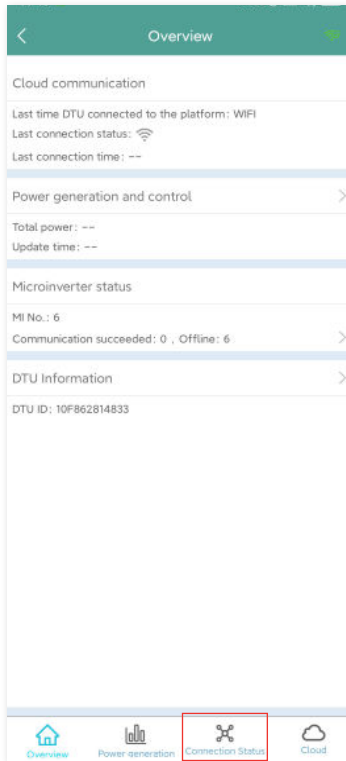 Overview
Cloud communication
Last time DTU connected to the platform: WIFI
Last connection status:
Last connection time: --
Power generation and control
Total power: --
Update time: --
Microinverter status
MI No.: 6
Communication succeeded: 0 , Offline: 6
DTU Information
DTU ID: 10F862814833
Overview Power generation Connection Status Cloud